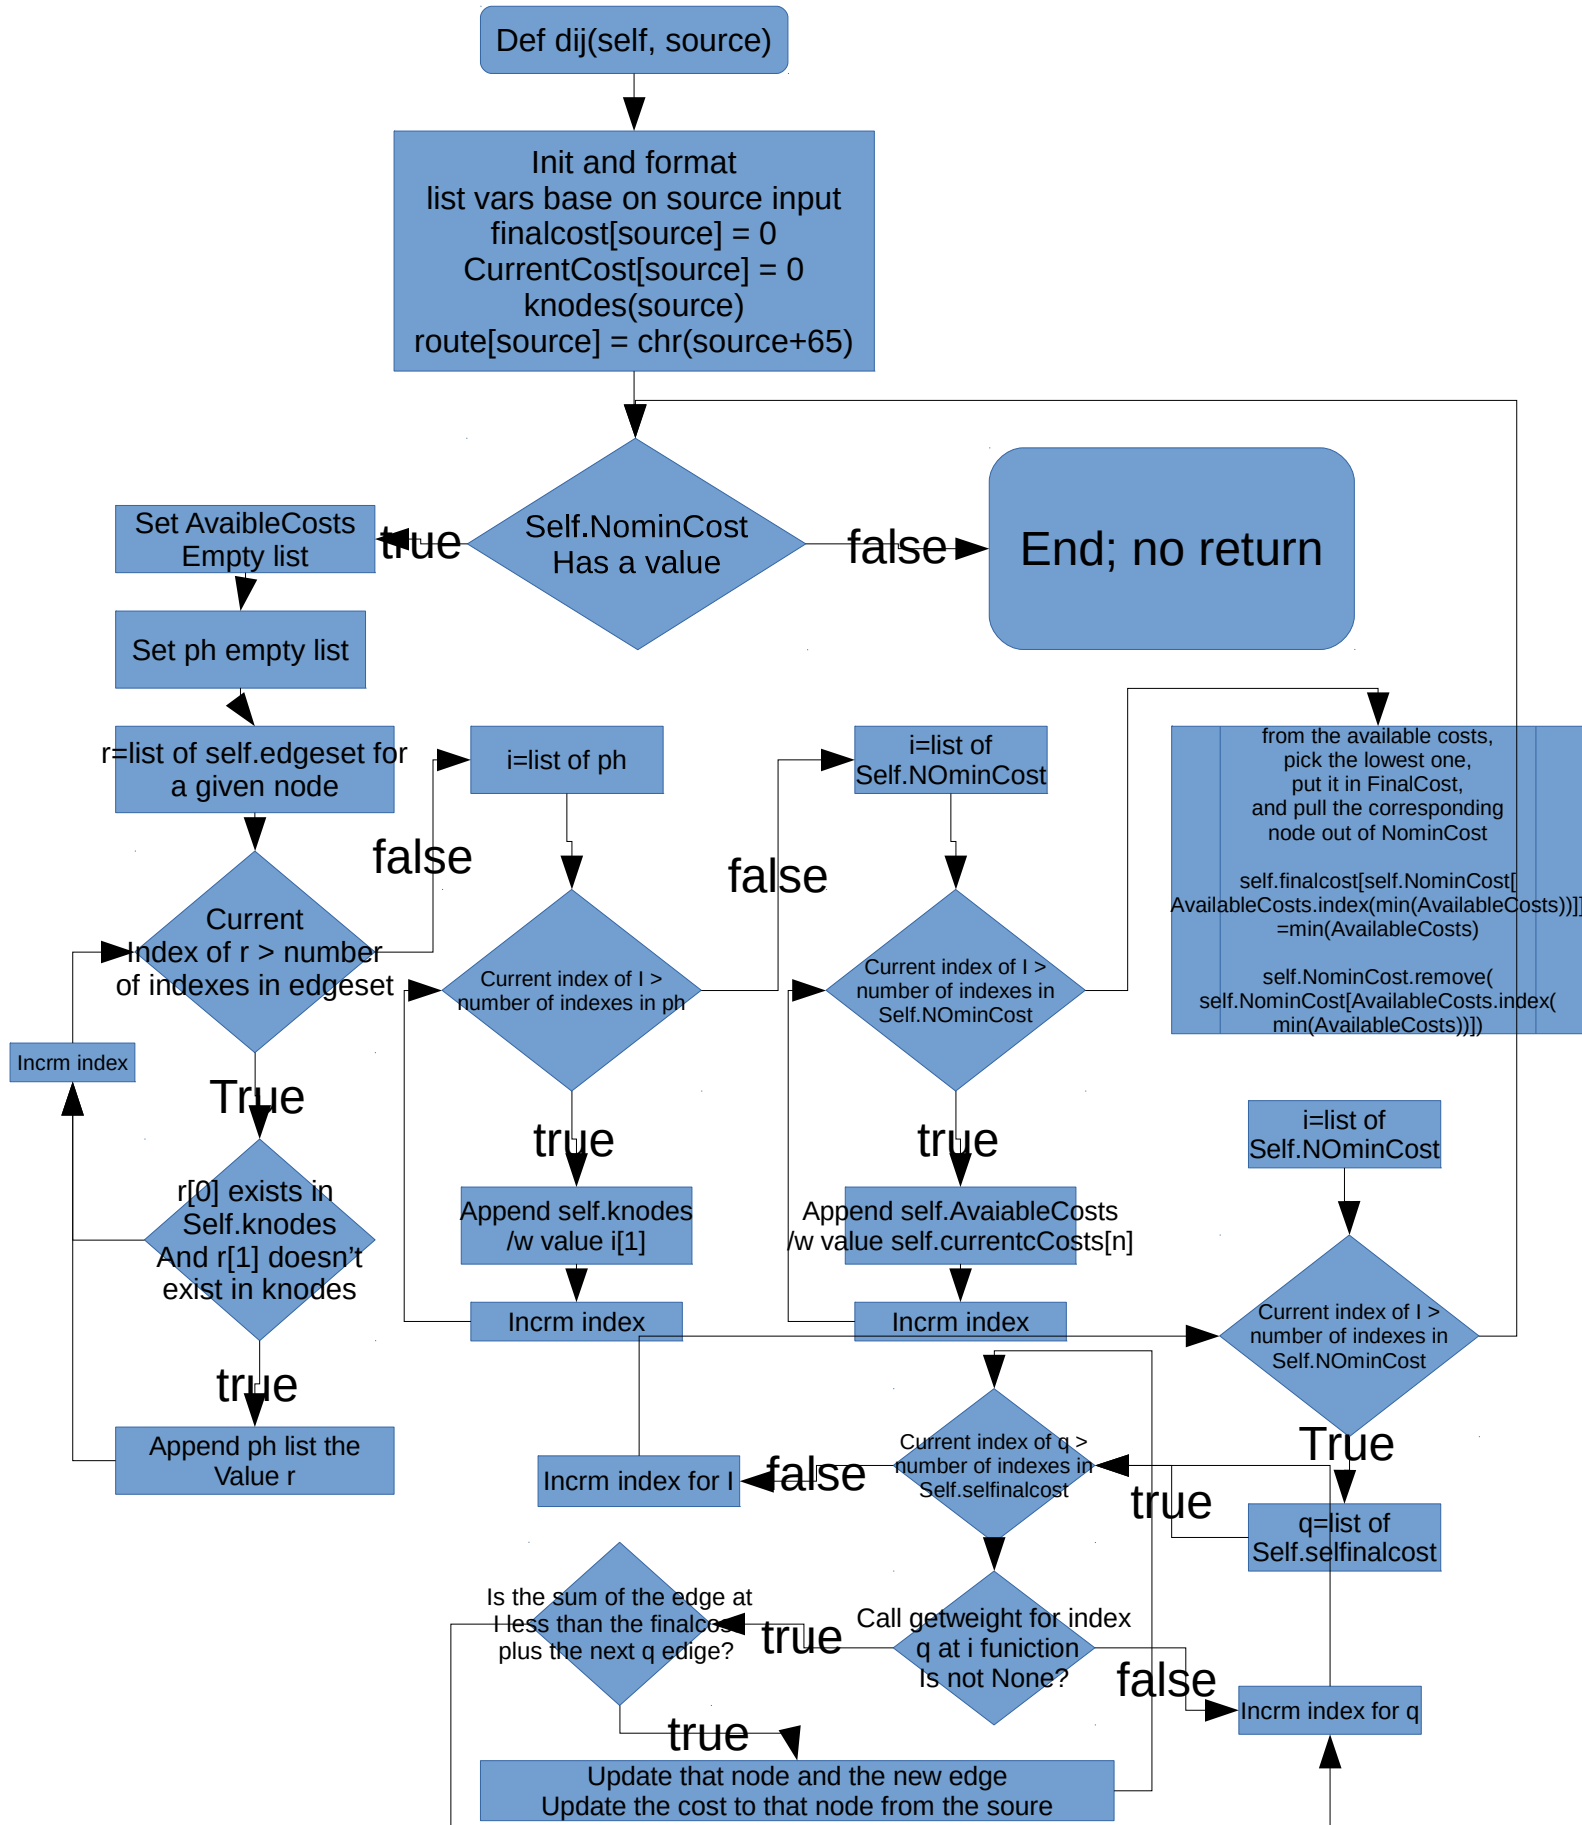 Def dij(self, source)
Init and format
list vars base on source input
finalcost[source] = 0
CurrentCost[source] = 0
knodes(source)
route[source] = chr(source+65)
Self.NominCost
Has a value
true
false
End; no return
Set AvaibleCosts
Empty list
Set ph empty list
r=list of self.edgeset for
a given node
Current
Index of r > number
of indexes in edgeset
false
Incrm index
True
r[0] exists in
Self.knodes
And r[1] doesn't
exist in knodes
true
Append ph list the
Value r
i=list of ph
Current index of I >
number of indexes in ph
false
true
Append self.knodes
/w value i[1]
Incrm index
i=list of
Self.NOminCost
Current index of I >
number of indexes in
Self.NOminCost
true
Append self.AvaiableCosts
/w value self.currentcCosts[n]
Incrm index
from the available costs,
pick the lowest one,
put it in FinalCost,
and pull the corresponding
node out of NominCost
self.finalcost[self.NominCost[
AvailableCosts.index(min(AvailableCosts))]]
=min(AvailableCosts)
self.NominCost.remove(
self.NominCost[AvailableCosts.index(
min(AvailableCosts))])
i=list of
Self.NOminCost
Current index of I >
number of indexes in
Self.NOminCost
True
q=list of
Self.selfinalcost
true
Current index of q >
number of indexes in
Self.selfinalcost
false
Incrm index for I
Call getweight for index
q at i funiction
Is not None?
true
false
Incrm index for q
Is the sum of the edge at
I less than the finalcos
plus the next q edige?
true
Update that node and the new edge
Update the cost to that node from the soure